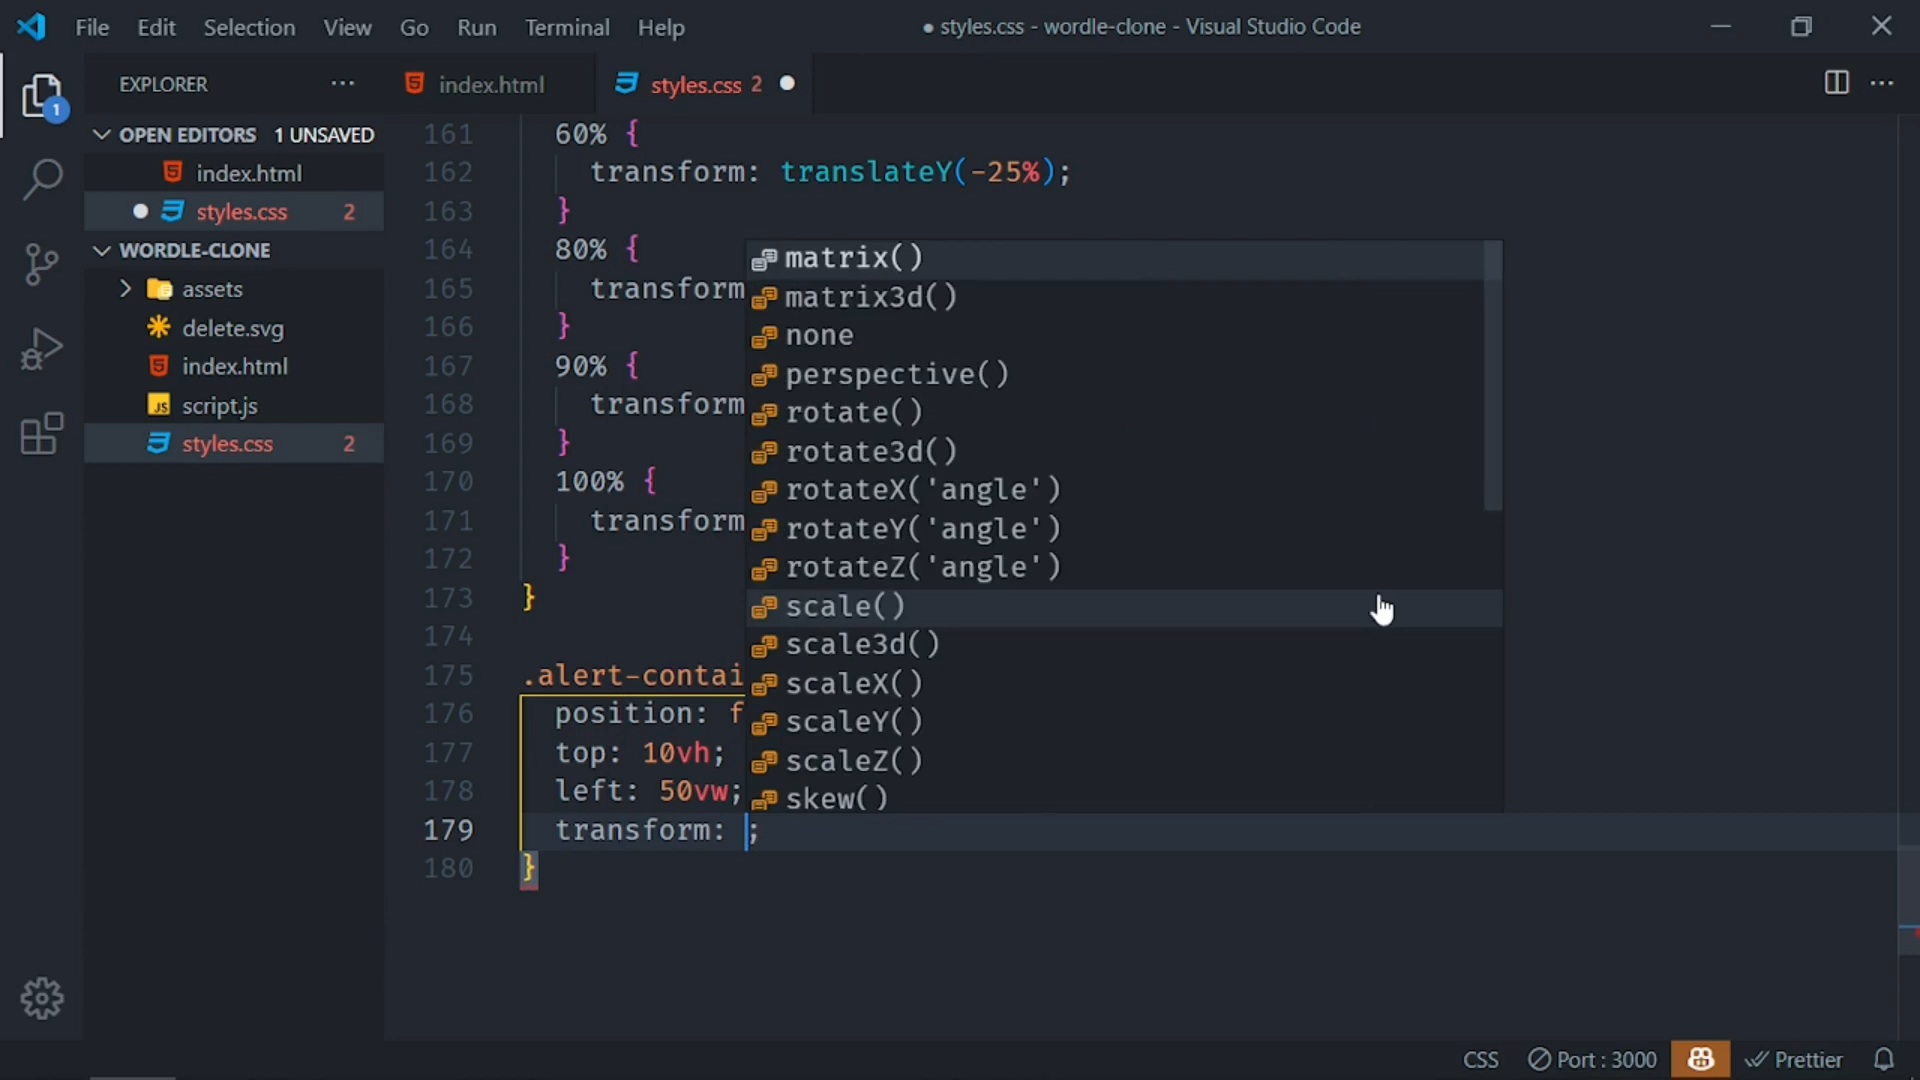 File Edit Selection View Go Run Terminal Help
● styles.css - wordle-clone - Visual Studio Code
EXPLORER ···
index.html
styles.css 2
OPEN EDITORS 1 UNSAVED
index.html
styles.css 2
WORDLE-CLONE
assets
delete.svg
index.html
JS script.js
styles.css 2
1
161 60% {
162 transform: translateY(-25%);
163 }
164 80% {
165 transform
166 }
167 90% {
168 transform
169 }
170 100% {
171 transform
172 }
173 }
174
175 .alert-contai
176 position: f
177 top: 10vh;
178 left: 50vw;
179 transform: ;
180 }
matrix()
matrix3d()
none
perspective()
rotate()
rotate3d()
rotateX('angle')
rotateY('angle')
rotateZ('angle')
scale()
scale3d()
scaleX()
scaleY()
scaleZ()
skew()
CSS Port : 3000 Prettier